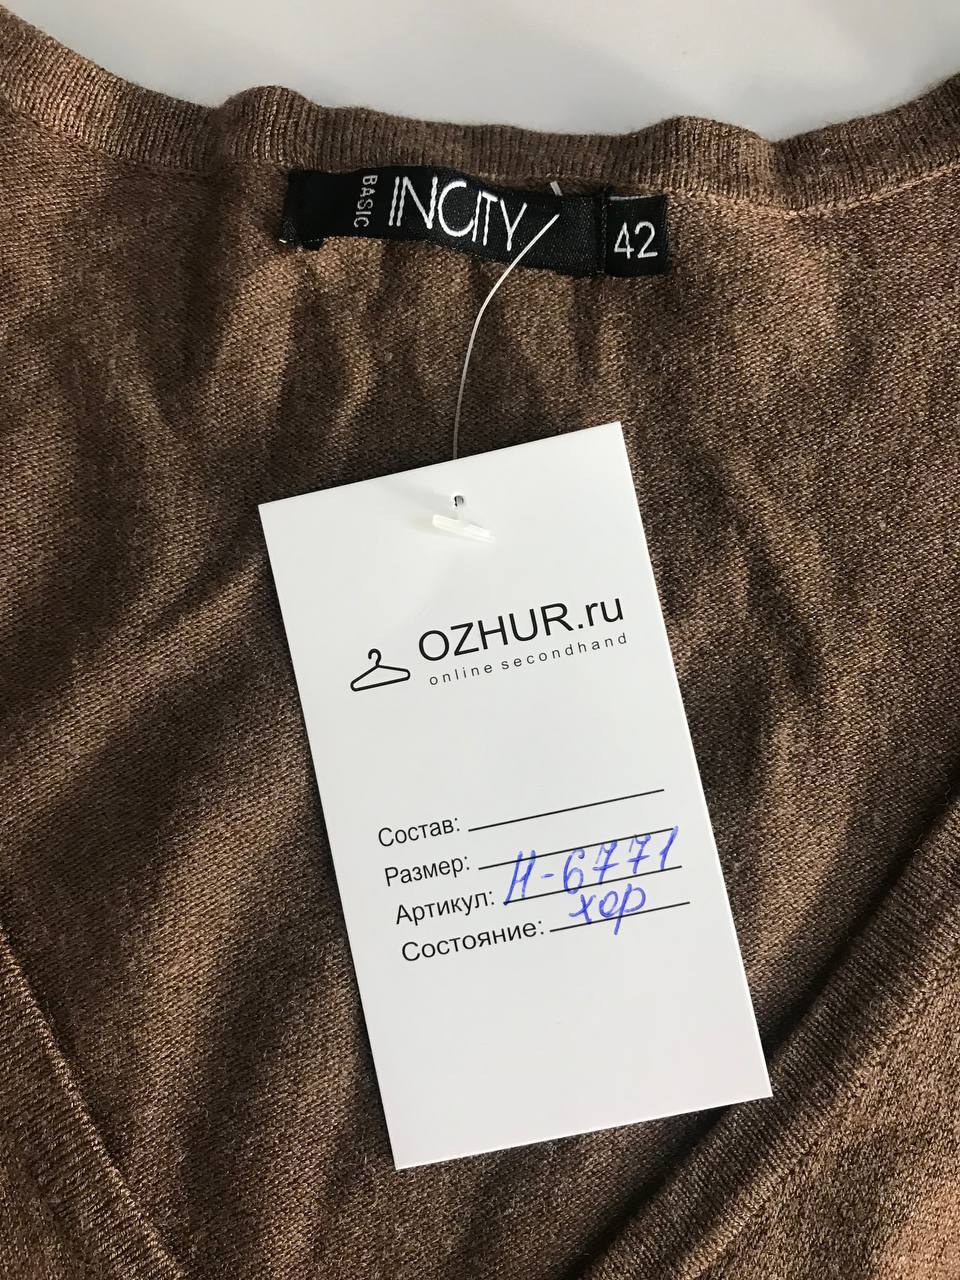 BASIC INCITY
42
OZHUR.ru
online secondhand
Состав:
Размер:
Артикул: Н-6771
Состояние: хор